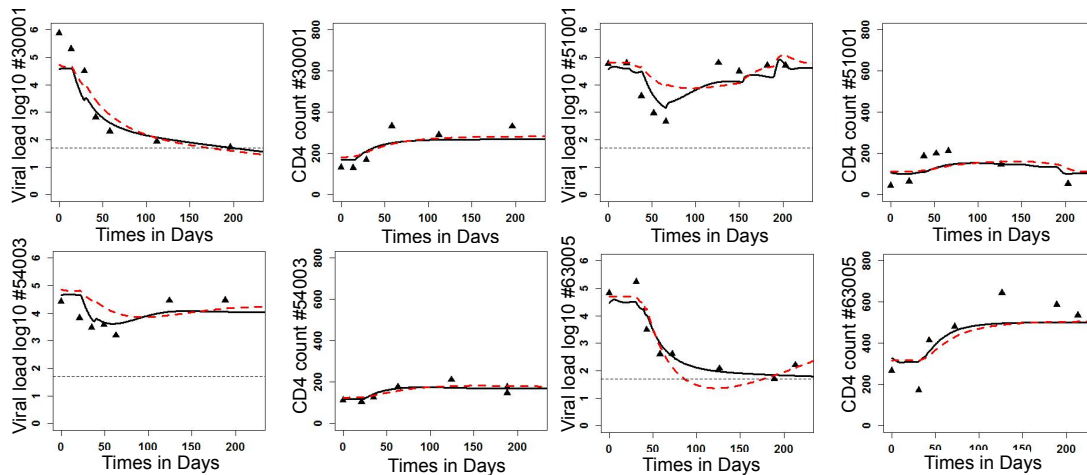 Viral load log10 #30001
6
5
4
3
2
1
0
0 50 100 150 200
Times in Days
CD4 count #30001
800
600
400
200
0
0 50 100 150 200
Times in Days
Viral load log10 #51001
6
5
4
3
2
1
0
0 50 100 150 200
Times in Days
CD4 count #51001
800
600
400
200
0
0 50 100 150 200
Times in Days
Viral load log10 #54003
6
5
4
3
2
1
0
0 50 100 150 200
Times in Days
CD4 count #54003
800
600
400
200
0
0 50 100 150 200
Times in Days
Viral load log10 #63005
6
5
4
3
2
1
0
0 50 100 150 200
Times in Days
CD4 count #63005
800
600
400
200
0
0 50 100 150 200
Times in Days